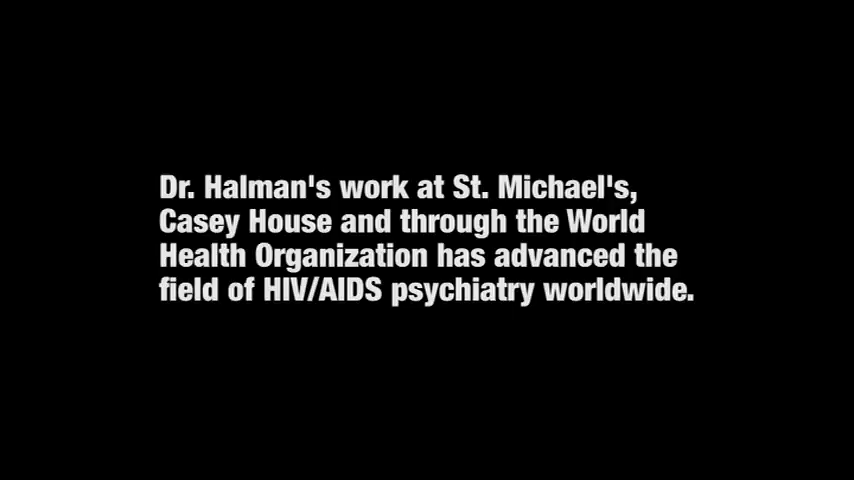 Dr. Halman's work at St. Michael's,
Casey House and through the World
Health Organization has advanced the
field of HIV/AIDS psychiatry worldwide.